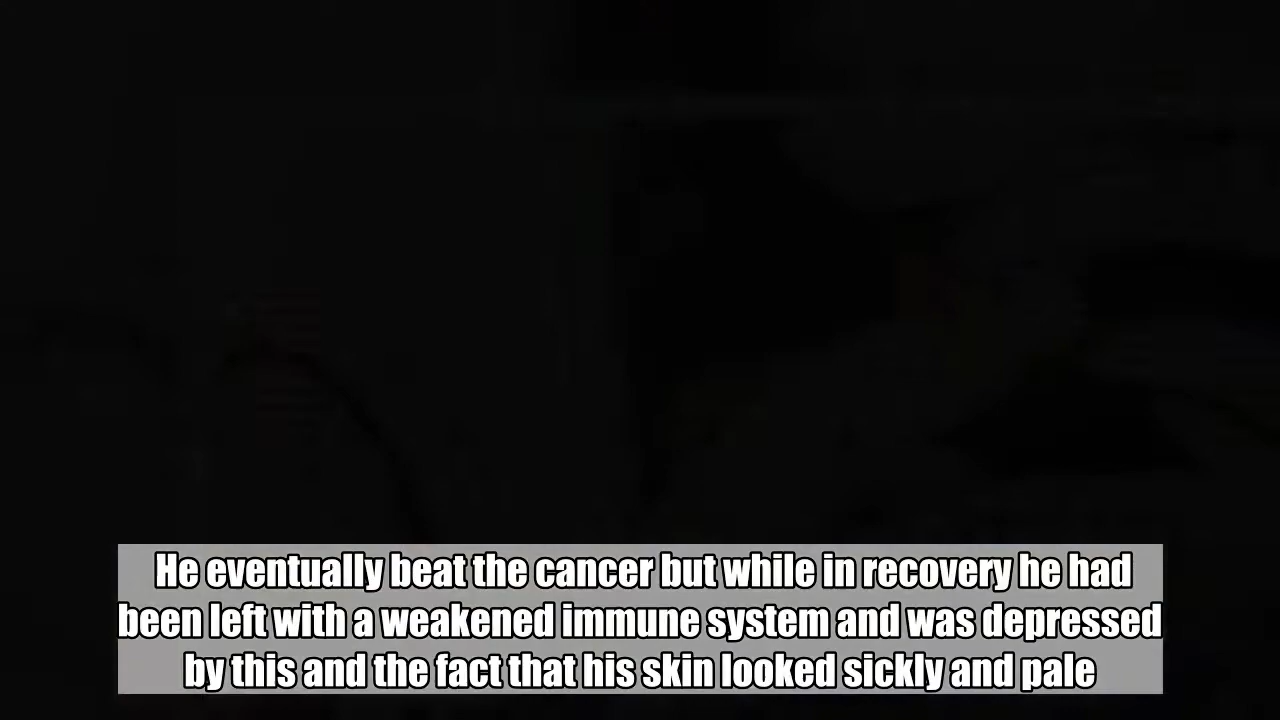 He eventually beat the cancer but while in recovery he had
been left with a weakened immune system and was depressed
by this and the fact that his skin looked sickly and pale